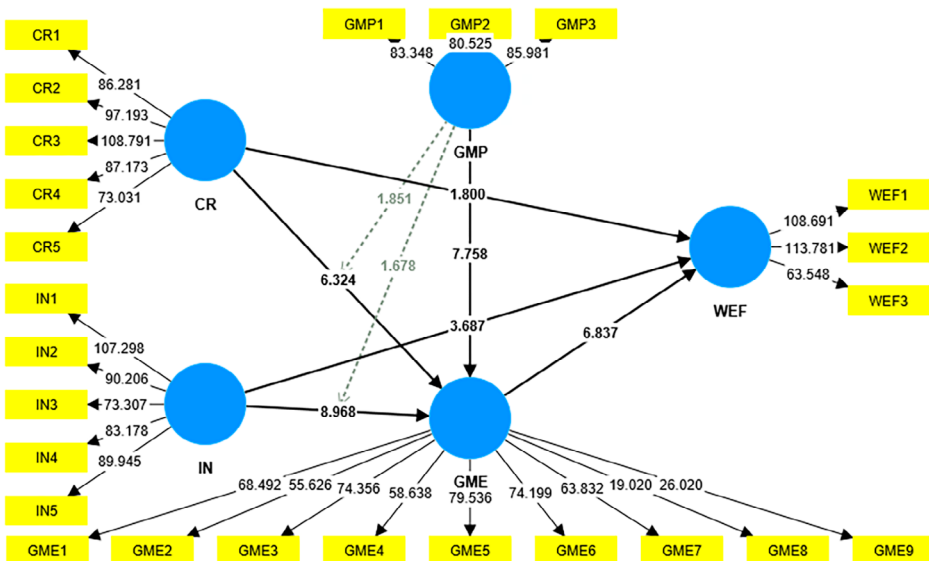 GMP1
GMP2
GMP3
83.348
80.525
85.981
GMP
CR1
CR2
CR3
CR4
CR5
86.281
97.193
108.791
87.173
73.031
CR
1.851
1.678
1.800
7.758
6.324
3.687
8.968
6.837
WEF1
WEF2
WEF3
108.691
113.781
63.548
WEF
IN1
IN2
IN3
IN4
IN5
107.298
90.206
73.307
83.178
89.945
IN
GME
68.492
55.626
74.356
58.638
79.536
74.199
63.832
19.020
26.020
GME1
GME2
GME3
GME4
GME5
GME6
GME7
GME8
GME9